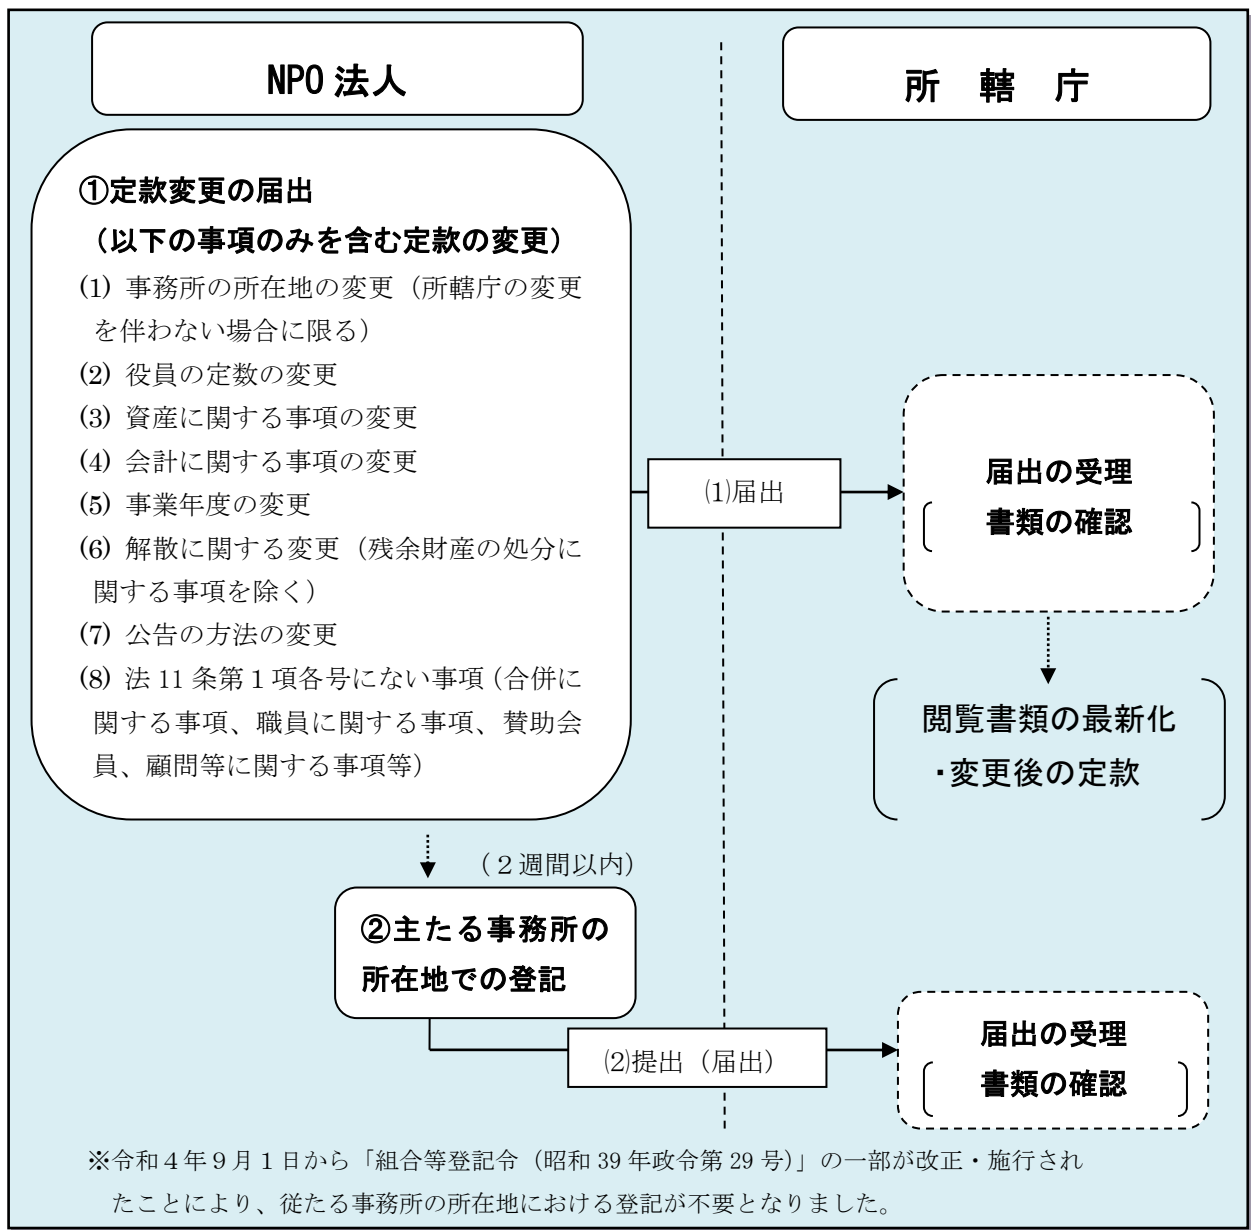 NPO 法人
所 轄 庁
①定款変更の届出
（以下の事項のみを含む定款の変更）
(1) 事務所の所在地の変更（所轄庁の変更
を伴わない場合に限る）
(2) 役員の定数の変更
(3) 資産に関する事項の変更
(4) 会計に関する事項の変更
(5) 事業年度の変更
(6) 解散に関する変更（残余財産の処分に
関する事項を除く）
(7) 公告の方法の変更
(8) 法 11 条第１項各号にない事項（合併に
関する事項、職員に関する事項、賛助会
員、顧問等に関する事項等）
⑴届出
届出の受理
書類の確認
閲覧書類の最新化
・変更後の定款
（２週間以内）
②主たる事務所の
所在地での登記
⑵提出（届出）
届出の受理
書類の確認
※令和４年９月１日から「組合等登記令（昭和 39 年政令第 29 号）」の一部が改正・施行され
たことにより、従たる事務所の所在地における登記が不要となりました。